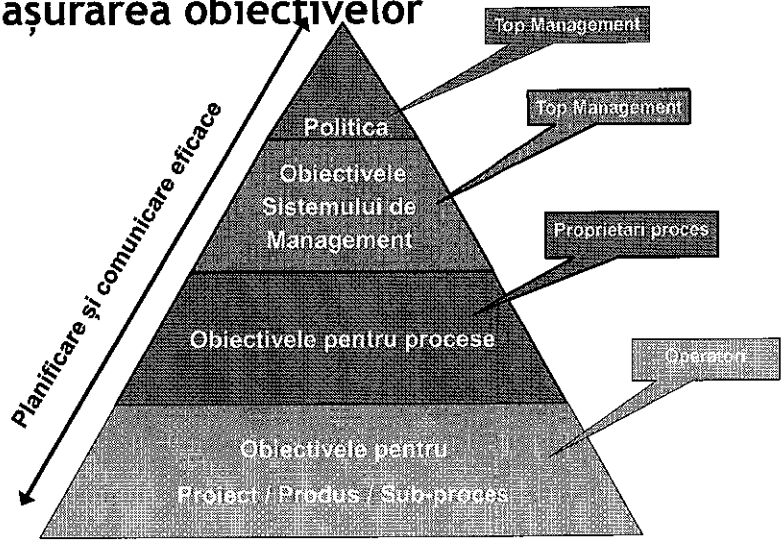 așurarea obiectivelor
Top Management
Top Management
Politica
Obiectivele
Sistemului de
Management
Proprietari proces
Obiectivele pentru procese
Operatori
Obiectivele pentru
Proiect / Produs / Sub-proces
Planificare și comunicare eficace